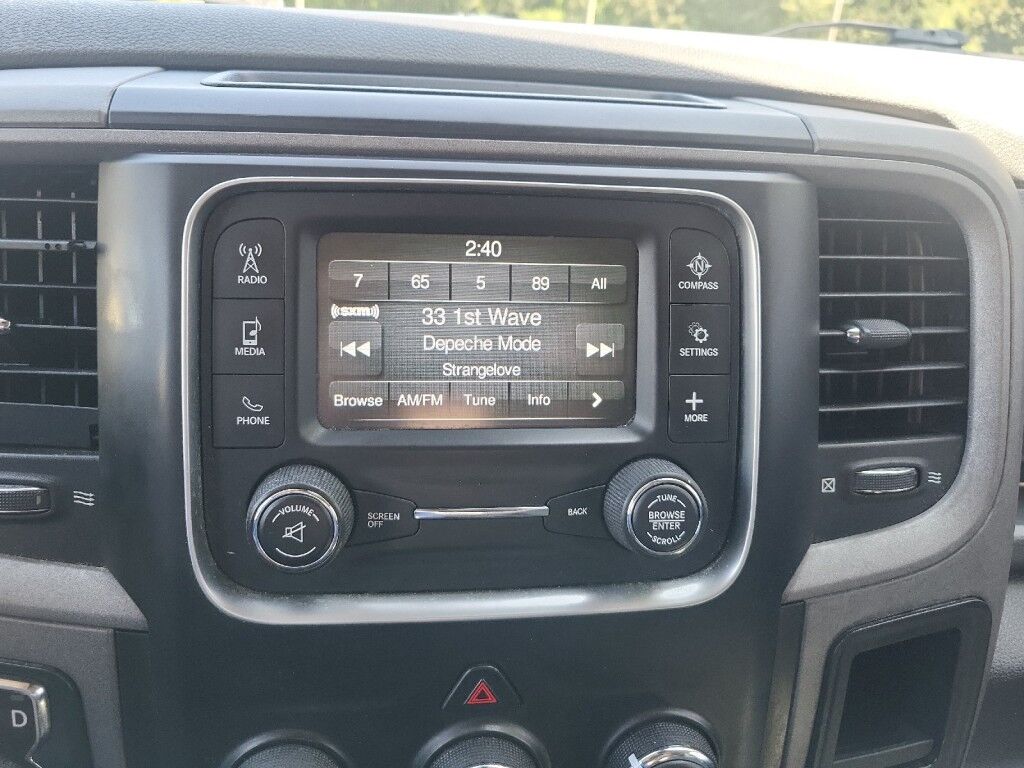 2:40
7 65 5 89 All
((sxm))
33 1st Wave
Depeche Mode
Strangelove
Browse AM/FM Tune Info
RADIO
MEDIA
PHONE
N
COMPASS
SETTINGS
MORE
VOLUME
SCREEN
OFF
BACK
TUNE
BROWSE
ENTER
SCROLL
D